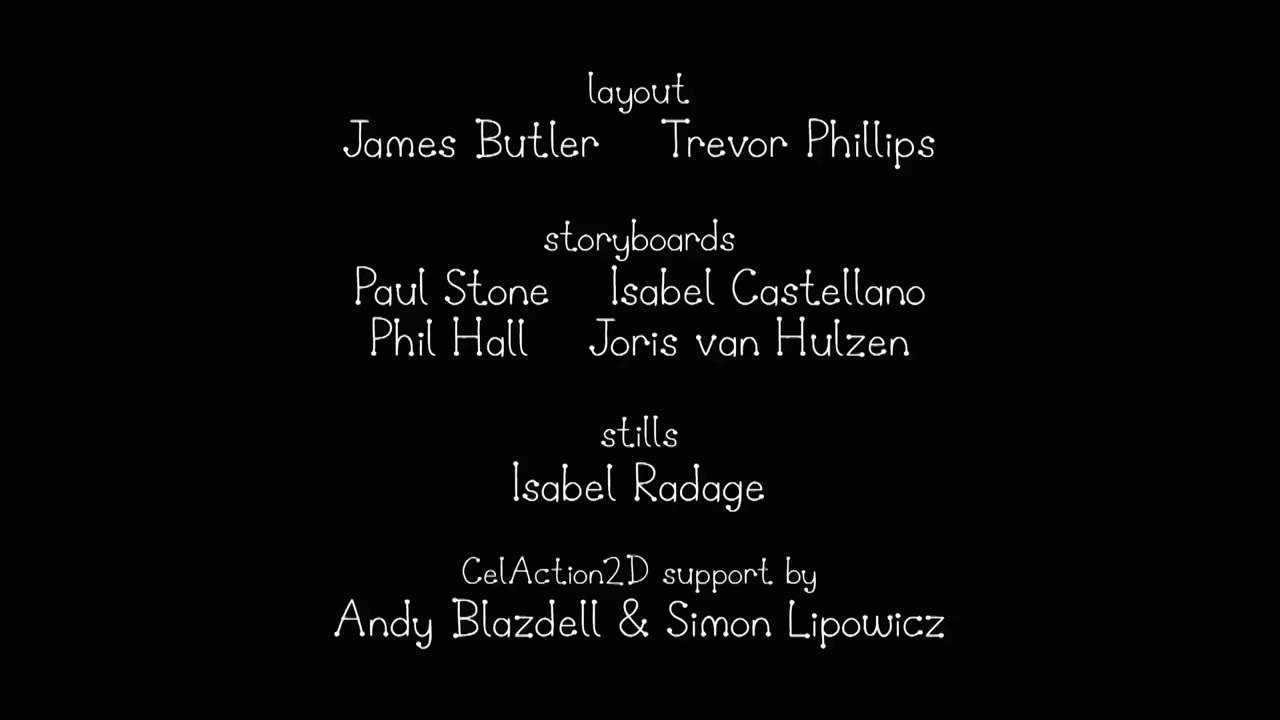 layout
James Butler Trevor Phillips
storyboards
Paul Stone Isabel Castellano
Phil Hall Joris van Hulzen
stills
Isabel Radage
CelAction2D support by
Andy Blazdell & Simon Lipowicz